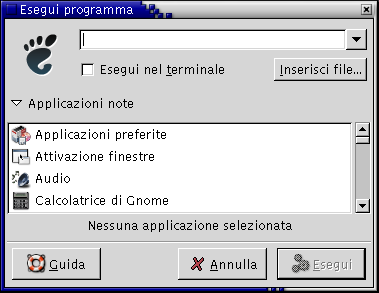 Esegui programma
Esegui nel terminale
Inserisci file...
Applicazioni note
Applicazioni preferite
Attivazione finestre
Audio
Calcolatrice di Gnome
Nessuna applicazione selezionata
Guida
Annulla
Esegui